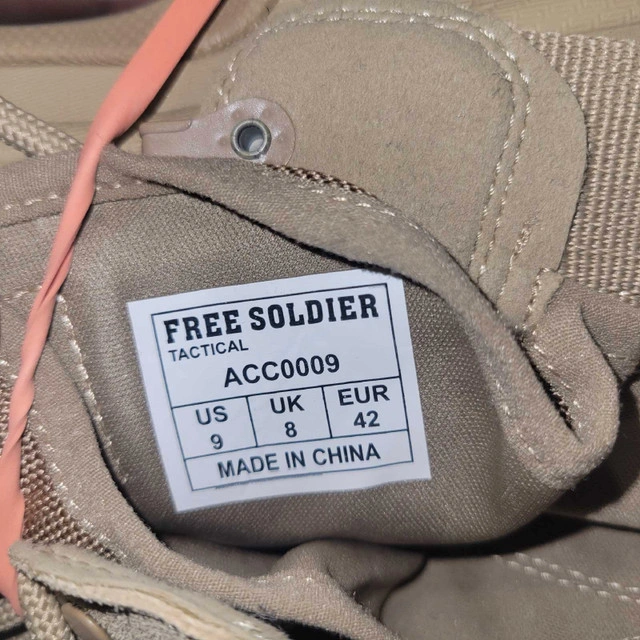 FREE SOLDIER
TACTICAL
ACC0009
US UK EUR
9 8 42
MADE IN CHINA